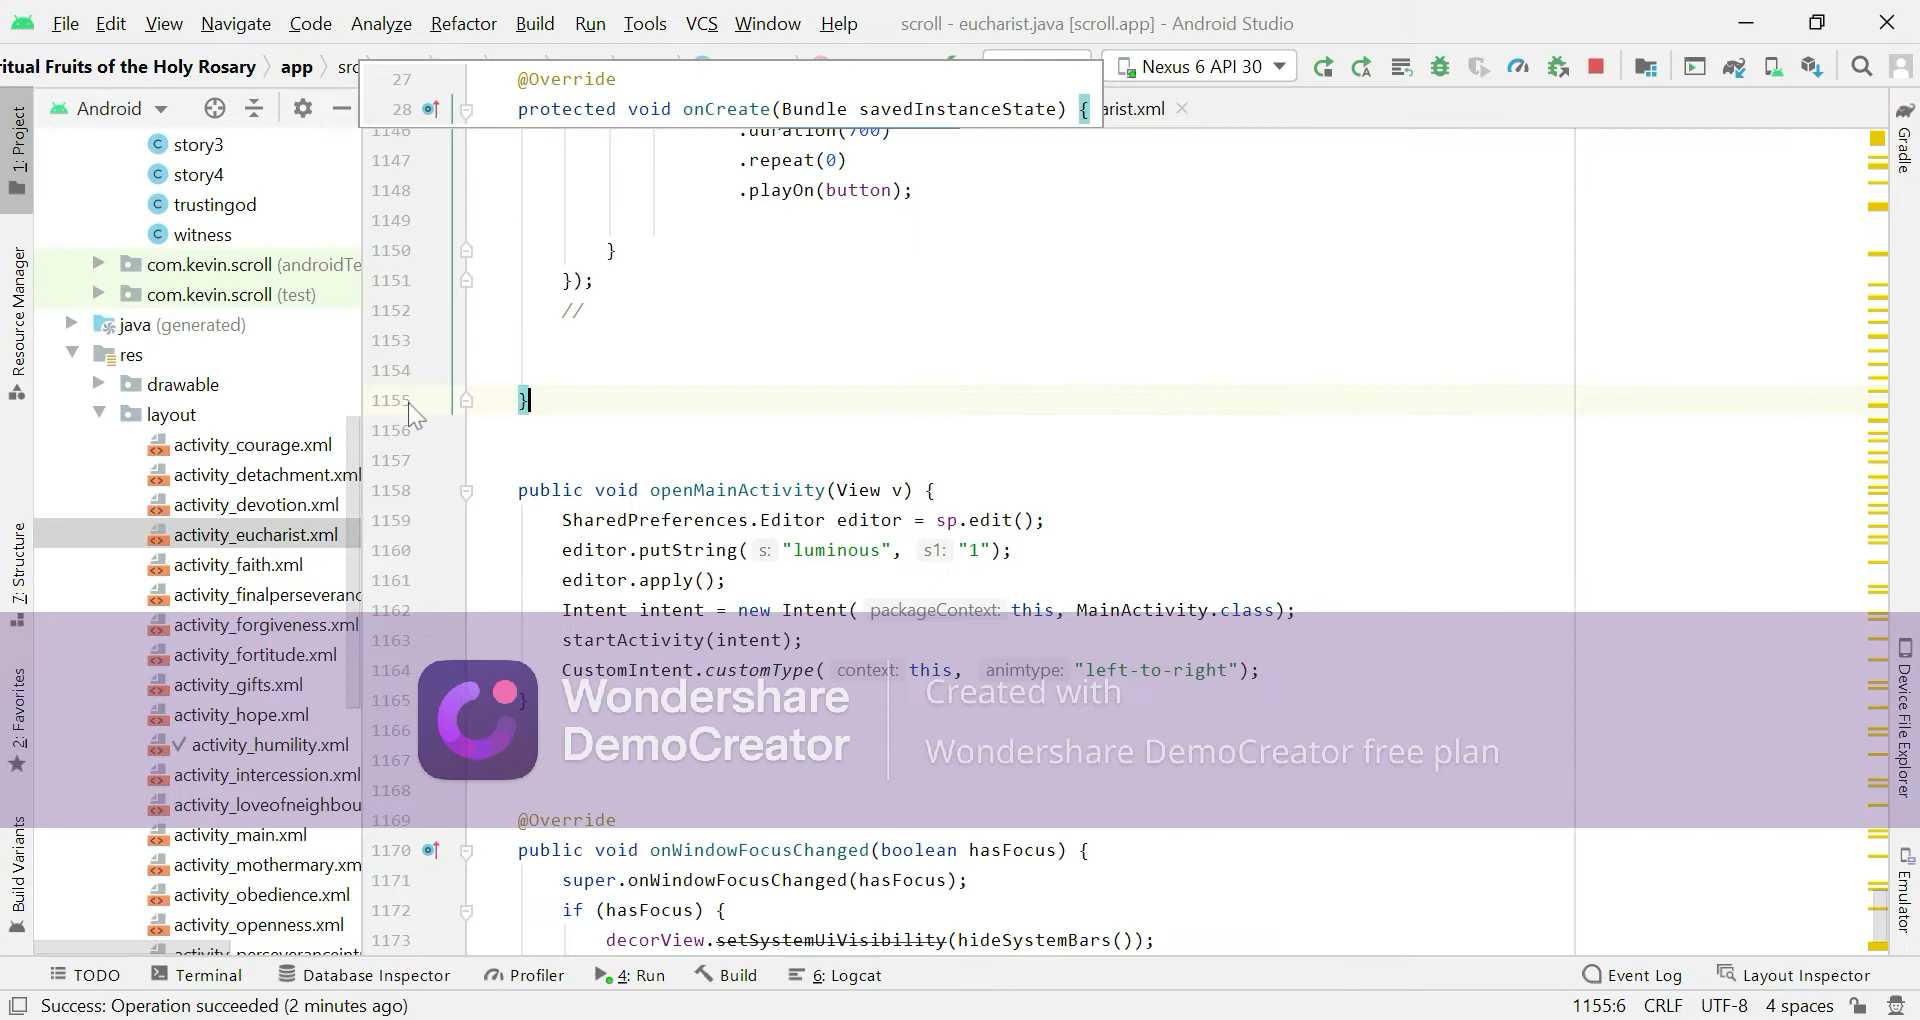 File Edit View Navigate Code Analyze Refactor Build Run Tools VCS Window Help scroll - eucharist.java [scroll.app] - Android Studio
ritual Fruits of the Holy Rosary app src Nexus 6 API 30
Android
27 @Override
28 protected void onCreate(Bundle savedInstanceState) {
arist.xml
1146 .duration(700)
1147 .repeat(0)
1148 .playOn(button);
1149
1150 }
1151 });
1152 //
1153
1154
1155 }
1156
1157
1158 public void openMainActivity(View v) {
1159 SharedPreferences.Editor editor = sp.edit();
1160 editor.putString( s: "luminous", s1: "1");
1161 editor.apply();
1162 Intent intent = new Intent( packageContext: this, MainActivity.class);
1163 startActivity(intent);
1164 CustomIntent.customType( context: this, animtype: "left-to-right");
1165 }
1166
1167
1168
1169 @Override
1170 public void onWindowFocusChanged(boolean hasFocus) {
1171 super.onWindowFocusChanged(hasFocus);
1172 if (hasFocus) {
1173 decorView.setSystemUiVisibility(hideSystemBars());
story3
story4
trustingod
witness
com.kevin.scroll (androidTe
com.kevin.scroll (test)
java (generated)
res
drawable
layout
activity_courage.xml
activity_detachment.xml
activity_devotion.xml
activity_eucharist.xml
activity_faith.xml
activity_finalperseveranc
activity_forgiveness.xml
activity_fortitude.xml
activity_gifts.xml
activity_hope.xml
activity_humility.xml
activity_intercession.xml
activity_loveofneighbou
activity_main.xml
activity_mothermary.xm
activity_obedience.xml
activity_openness.xml
activity_perseveranceint
1: Project
Resource Manager
7: Structure
2: Favorites
Build Variants
Gradle
Device File Explorer
Emulator
Wondershare
DemoCreator
Created with
Wondershare DemoCreator free plan
TODO Terminal Database Inspector Profiler 4: Run Build 6: Logcat Event Log Layout Inspector
Success: Operation succeeded (2 minutes ago) 1155:6 CRLF UTF-8 4 spaces